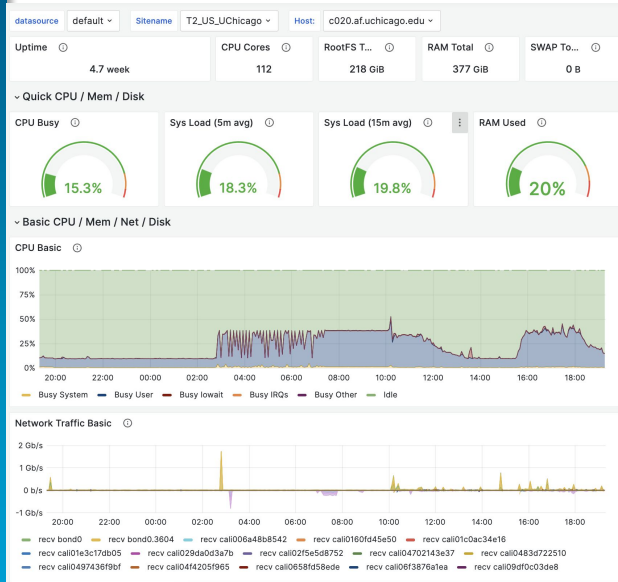 datasource default Sitename T2_US_UChicago Host: c020.af.uchicago.edu
Uptime CPU Cores RootFS T... RAM Total SWAP To...
4.7 week 112 218 GiB 377 GiB 0 B
Quick CPU / Mem / Disk
CPU Busy Sys Load (5m avg) Sys Load (15m avg) RAM Used
15.3% 18.3% 19.8% 20%
Basic CPU / Mem / Net / Disk
CPU Basic
100%
75%
50%
25%
0%
20:00 22:00 00:00 02:00 04:00 06:00 08:00 10:00 12:00 14:00 16:00 18:00
Busy System Busy User Busy Iowait Busy IRQs Busy Other Idle
Network Traffic Basic
2 Gb/s
1 Gb/s
0 b/s
-1 Gb/s
20:00 22:00 00:00 02:00 04:00 06:00 08:00 10:00 12:00 14:00 16:00 18:00
recv bond0 recv bond0.3604 recv cali006a48b8542 recv cali0160fd45e50 recv cali01c0ac34e16
recv cali01e3c17db05 recv cali029da0d3a7b recv cali02f5e5d8752 recv cali04702143e37 recv cali0483d722510
recv cali0497436f9bf recv cali04f4205f965 recv cali0658fd58ede recv cali06f3876a1ea recv cali09df0c03de8